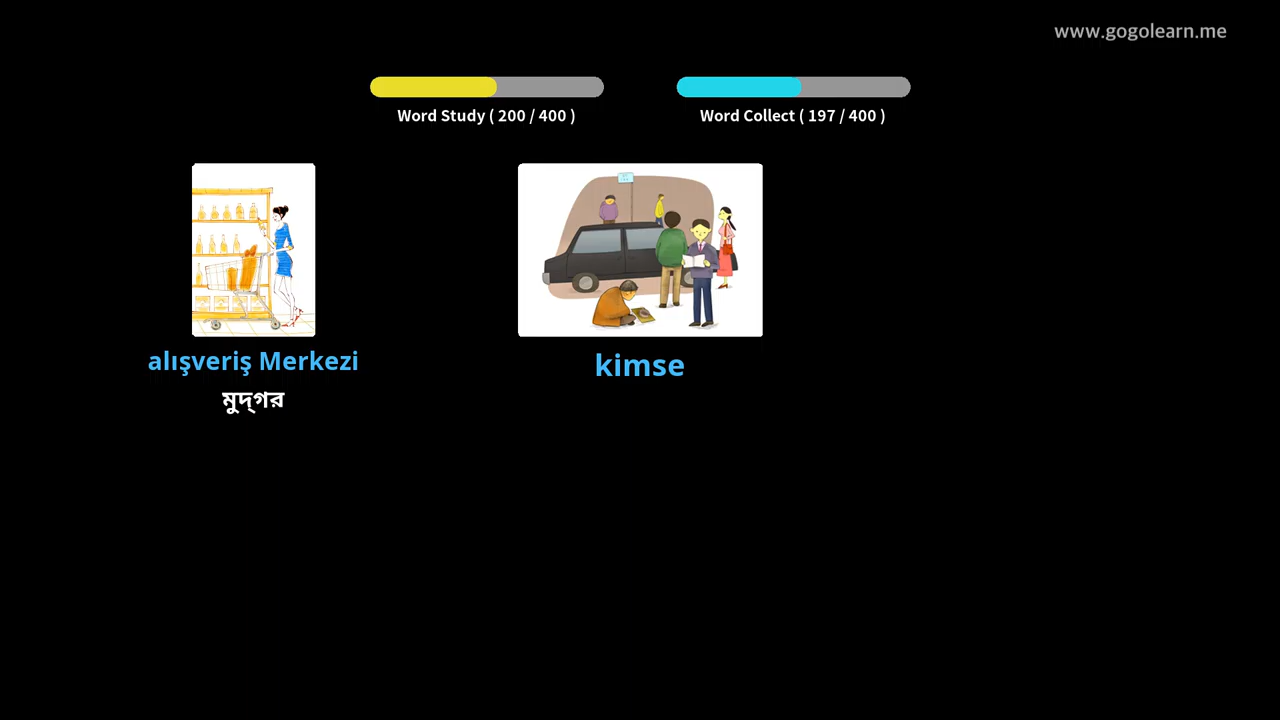 www.gogolearn.me
Word Study ( 200 / 400 )
Word Collect ( 197 / 400 )
alışveriş Merkezi
kimse
মুদ্‌গর